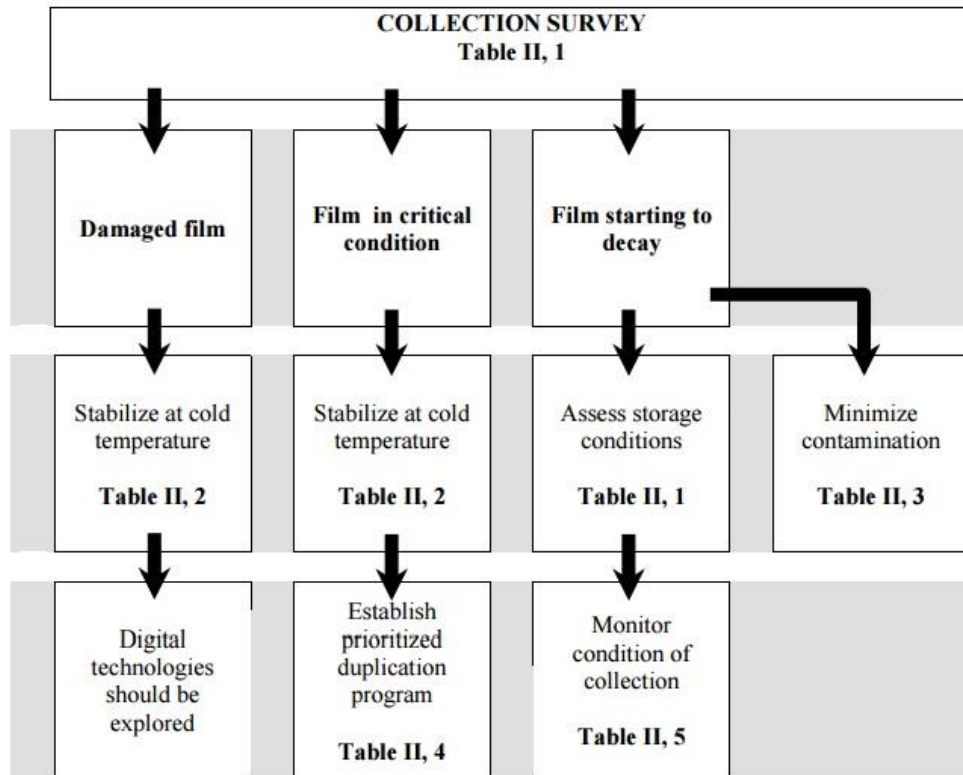 COLLECTION SURVEY
Table II, 1
Damaged film
Film in critical
condition
Film starting to
decay
Stabilize at cold
temperature
Table II, 2
Stabilize at cold
temperature
Table II, 2
Assess storage
conditions
Table II, 1
Minimize
contamination
Table II, 3
Digital
technologies
should be
explored
Establish
prioritized
duplication
program
Table II, 4
Monitor
condition of
collection
Table II, 5